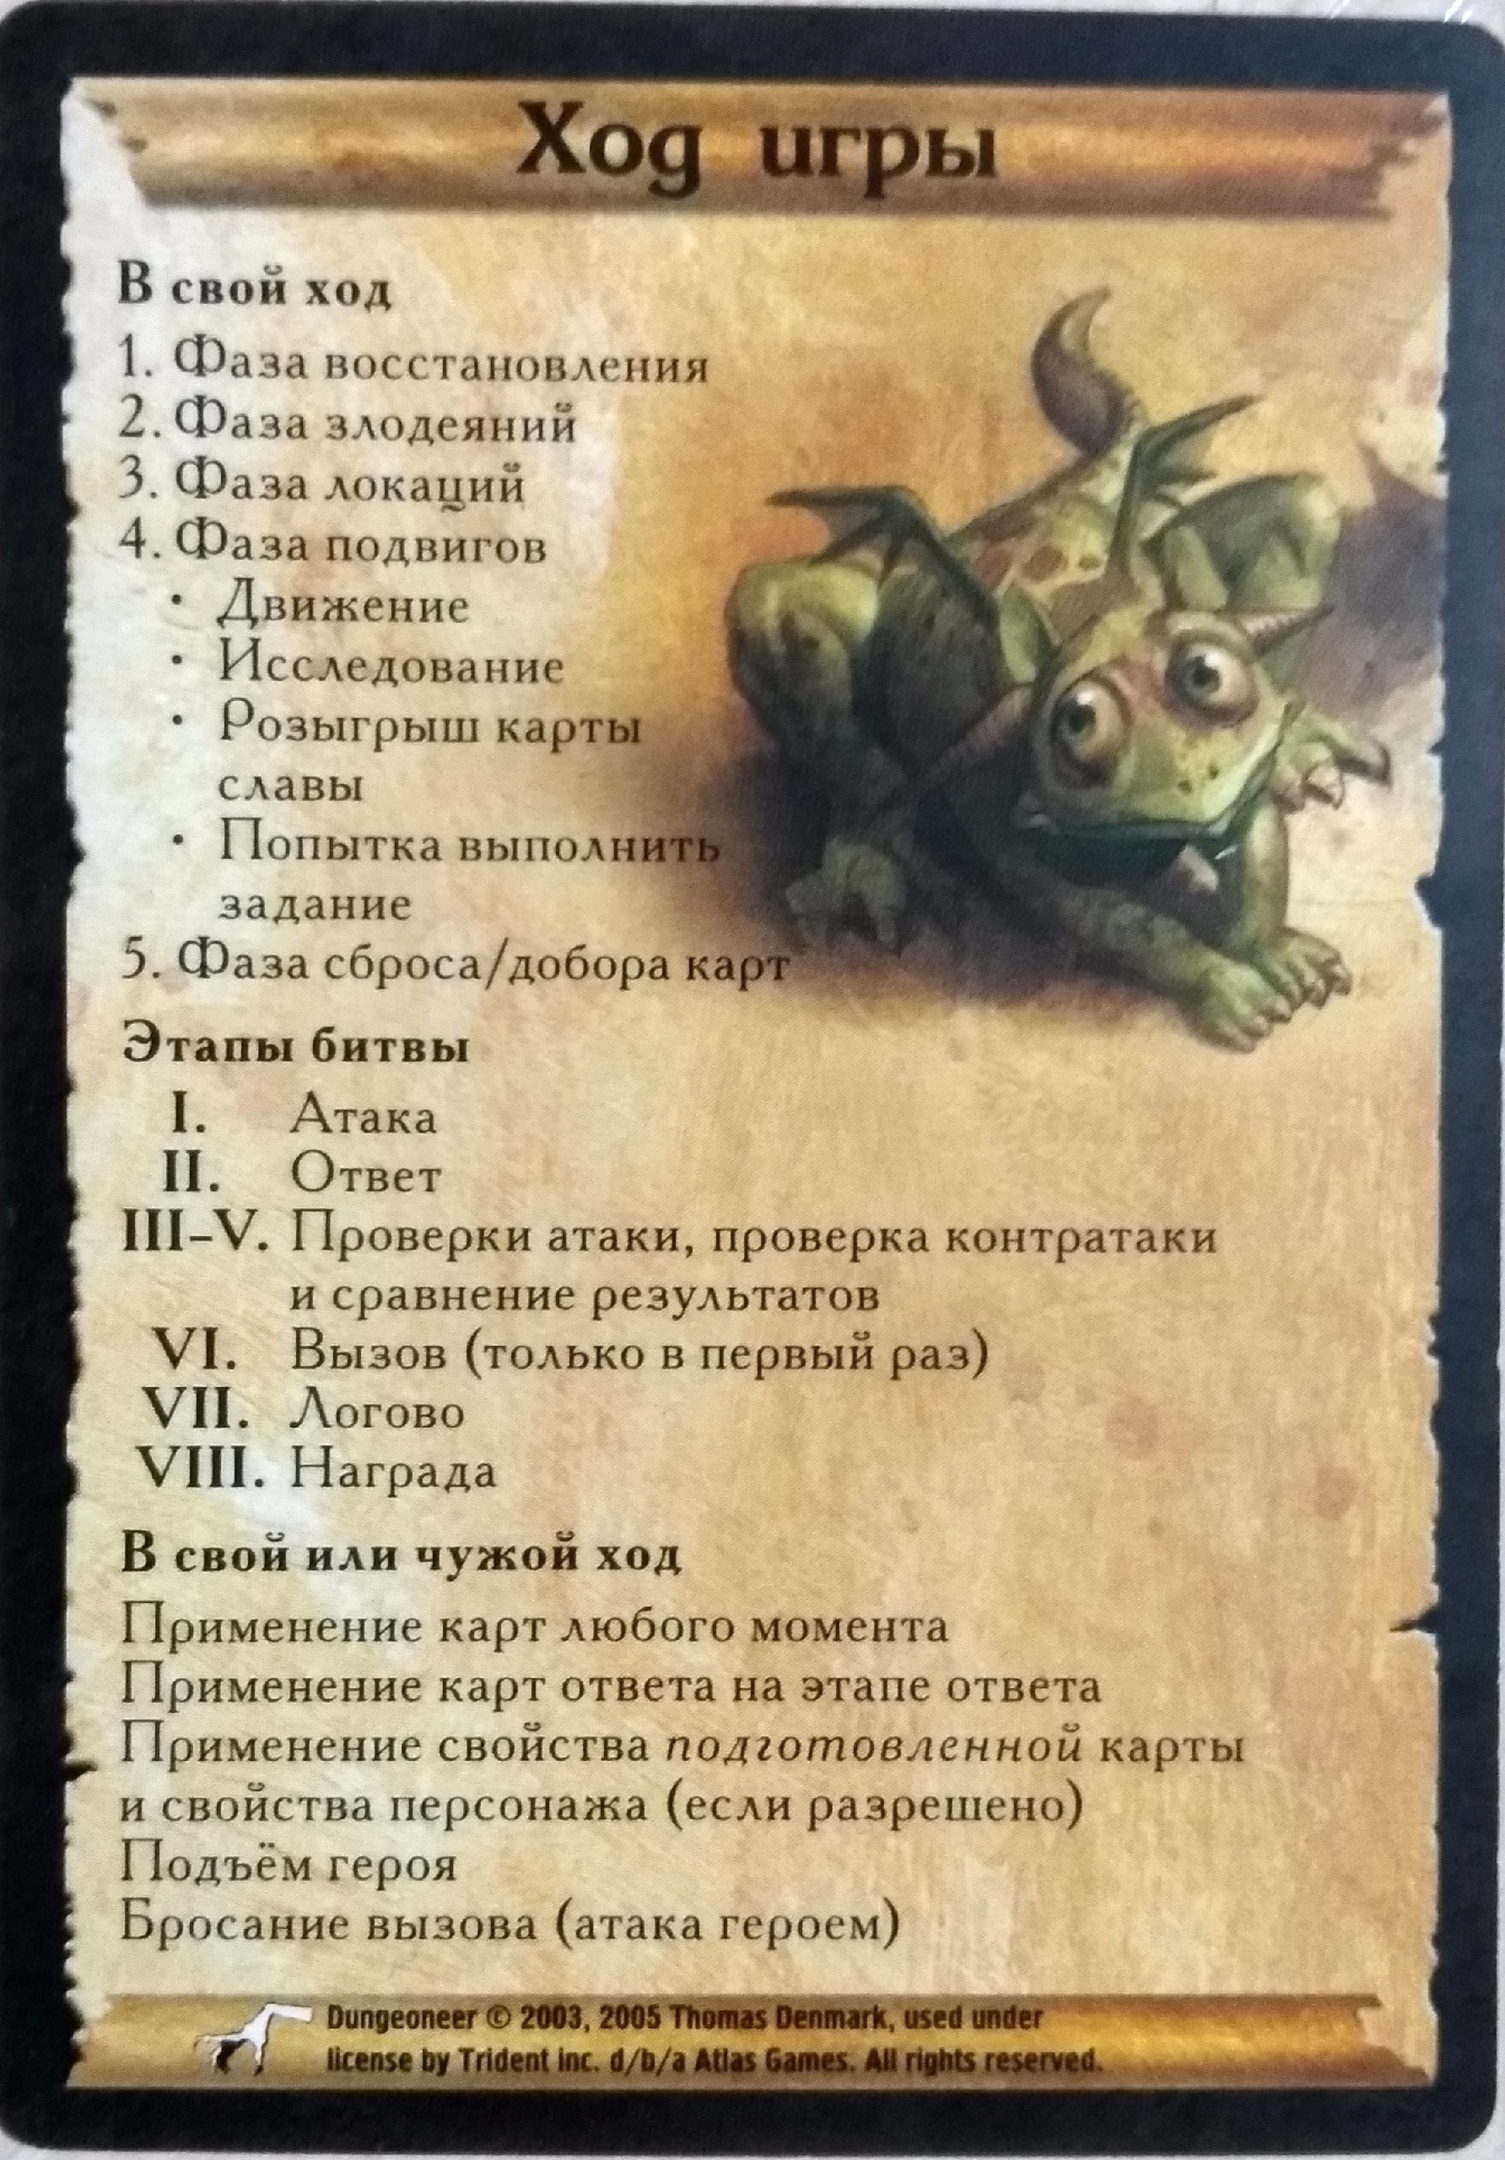 Ход игры
В свой ход
1. Фаза восстановления
2. Фаза злодеяний
3. Фаза локаций
4. Фаза подвигов
• Движение
• Исследование
• Розыгрыш карты
славы
• Попытка выполнить
задание
5. Фаза сброса/добора карт
Этапы битвы
I. Атака
II. Ответ
III–V. Проверки атаки, проверка контратаки
и сравнение результатов
VI. Вызов (только в первый раз)
VII. Логово
VIII. Награда
В свой или чужой ход
Применение карт любого момента
Применение карт ответа на этапе ответа
Применение свойства подготовленной карты
и свойства персонажа (если разрешено)
Подъём героя
Бросание вызова (атака героем)
Dungeoneer © 2003, 2005 Thomas Denmark, used under
license by Trident Inc. d/b/a Atlas Games. All rights reserved.